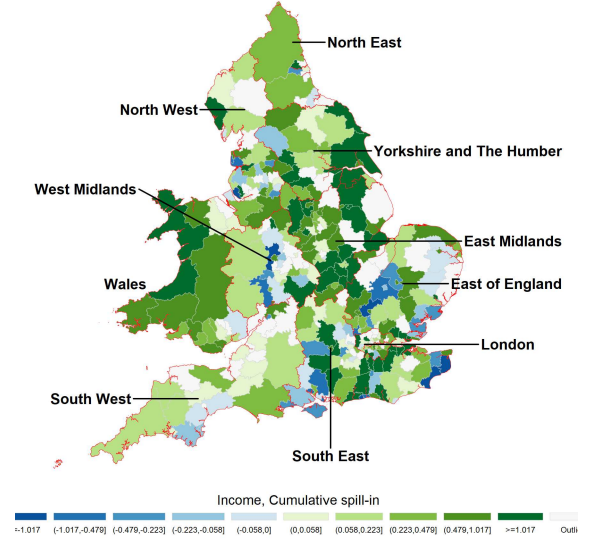 North East
North West
Yorkshire and The Humber
West Midlands
East Midlands
Wales
East of England
London
South West
South East
Income, Cumulative spill-in
=-1.017 (-1.017,-0.479] (-0.479,-0.223] (-0.223,-0.058] (-0.058,0] (0,0.058] (0.058,0.223] (0.223,0.479] (0.479,1.017] >=1.017 Outli